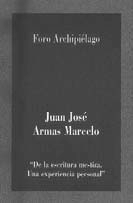 Foro Archipiélago
Juan José
Armas Marcelo
"De la escritura mestiza.
Una experiencia personal"